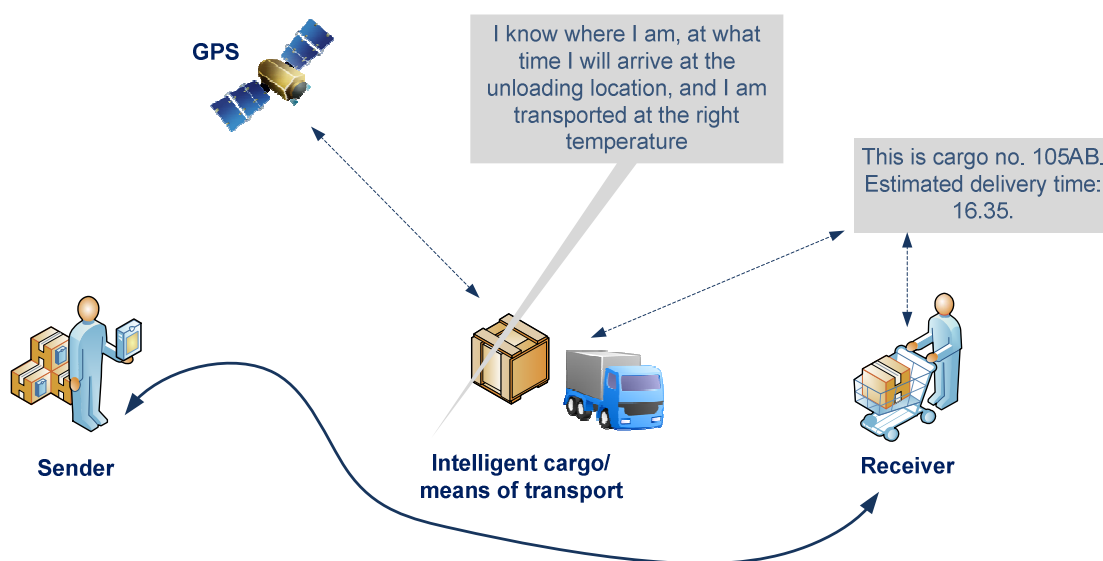 GPS
I know where I am, at what
time I will arrive at the
unloading location, and I am
transported at the right
temperature
This is cargo no. 105AB.
Estimated delivery time:
16.35.
Sender
Intelligent cargo/
means of transport
Receiver